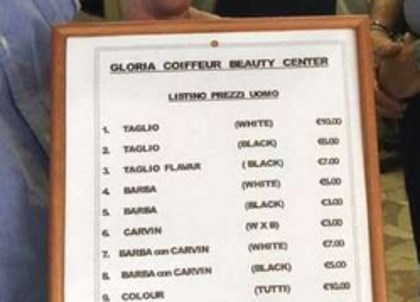 GLORIA COIFFEUR BEAUTY CENTER
LISTINO PREZZI UOMO
1. TAGLIO (WHITE) €10.00
2. TAGLIO (BLACK) €6.00
3. TAGLIO FLAVAR (BLACK) €7.00
4. BARBA (WHITE) €5.00
5. BARBA (BLACK) €3.00
6. CARVIN (W X B) €3.00
7. BARBA con CARVIN (WHITE) €7.00
8. BARBA con CARVIN (BLACK) €5.00
9. COLOUR (TUTTI) €10.00